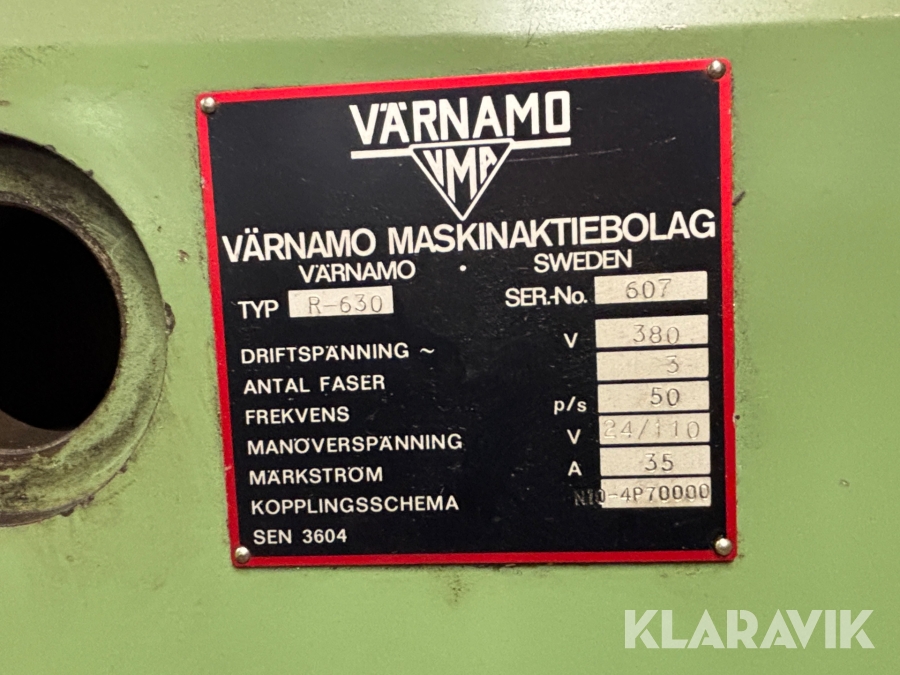 VÄRNAMO
VMA
VÄRNAMO MASKINAKTIEBOLAG
VÄRNAMO · SWEDEN
TYP R-630 SER.-No. 607
DRIFTSPÄNNING ~ V 380
ANTAL FASER 3
FREKVENS p/s 50
MANÖVERSPÄNNING V 24/110
MÄRKSTRÖM A 35
KOPPLINGSSCHEMA N10-4P70000
SEN 3604
KLARAVIK